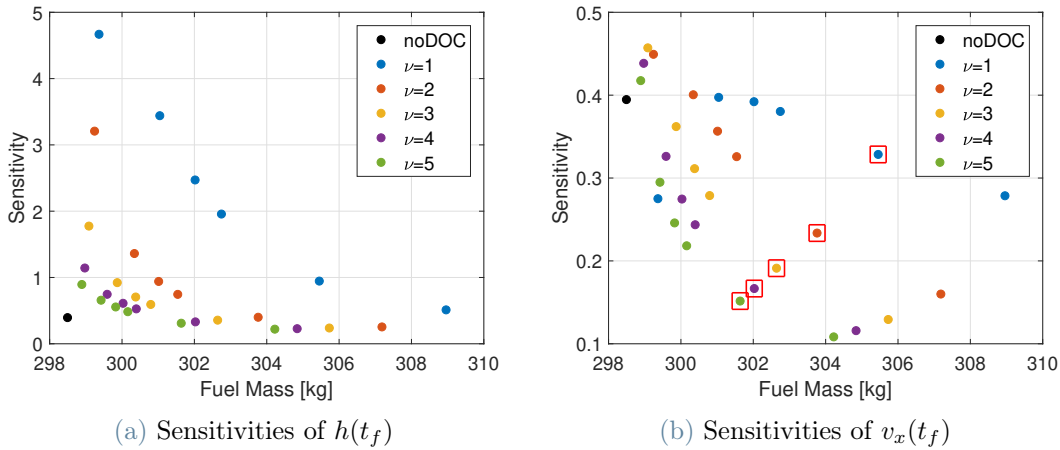 5
4
3
2
1
0
298
300
302
304
306
308
310
Sensitivity
Fuel Mass [kg]
noDOC
ν=1
ν=2
ν=3
ν=4
ν=5
(a) Sensitivities of h(t_f)
0.5
0.4
0.3
0.2
0.1
298
300
302
304
306
308
310
Sensitivity
Fuel Mass [kg]
noDOC
ν=1
ν=2
ν=3
ν=4
ν=5
(b) Sensitivities of v_x(t_f)